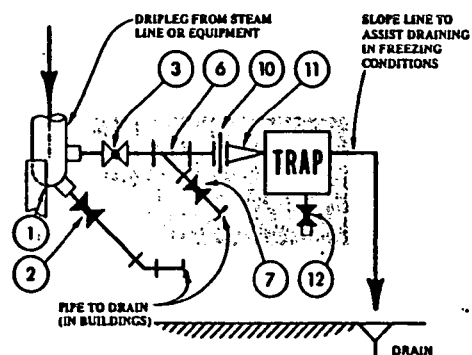 DRIPLEG FROM STEAM
LINE OR EQUIPMENT
SLOPE LINE TO
ASSIST DRAINING
IN FREEZING
CONDITIONS
3
6
10
11
TRAP
1
2
7
12
PIPE TO DRAIN
(IN BUILDINGS)
DRAIN